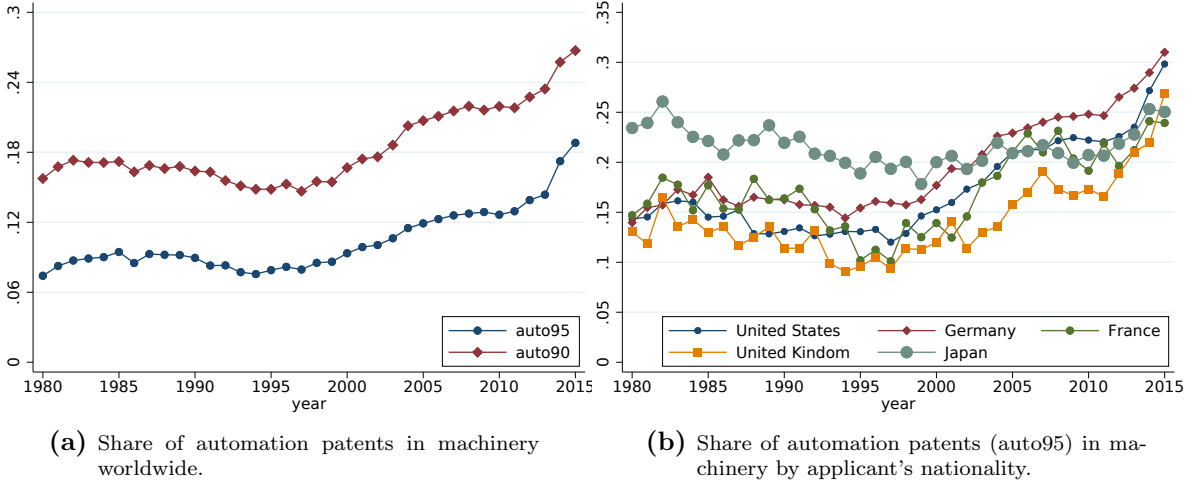 .3
.24
.18
.12
.06
0
1980 1985 1990 1995 2000 2005 2010 2015
year
auto95
auto90
(a) Share of automation patents in machinery
worldwide.
.35
.3
.25
.2
.15
.1
.05
0
1980 1985 1990 1995 2000 2005 2010 2015
year
United States Germany France
United Kindom Japan
(b) Share of automation patents (auto95) in ma-
chinery by applicant's nationality.